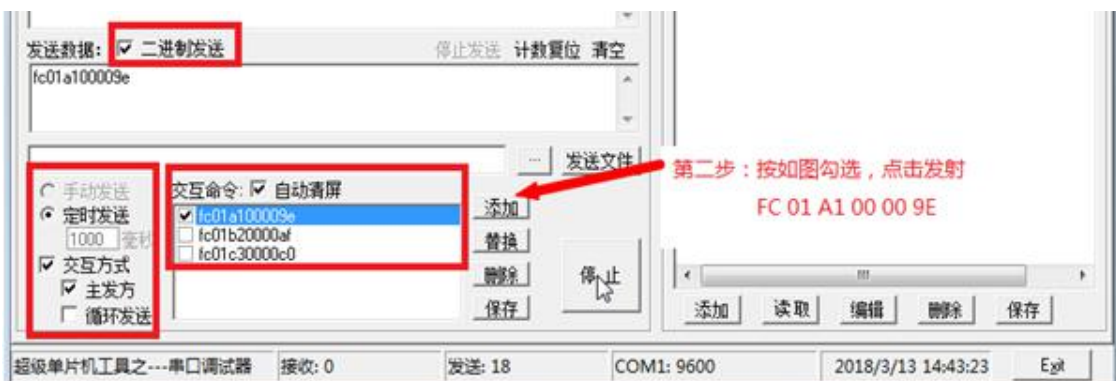 发送数据: 二进制发送 停止发送 计数复位 清空
fc01a100009e
... 发送文件
第二步：按如图勾选，点击发射
FC 01 A1 00 00 9E
手动发送
定时发送
1000 毫秒
交互方式
主发方
循环发送
交互命令: 自动清屏
fc01a100009e
fc01b20000af
fc01c30000c0
添加
替换
删除
保存
停止
添加 读取 编辑 删除 保存
超级单片机工具之---串口调试器 接收: 0 发送: 18 COM1: 9600 2018/3/13 14:43:23 Exit